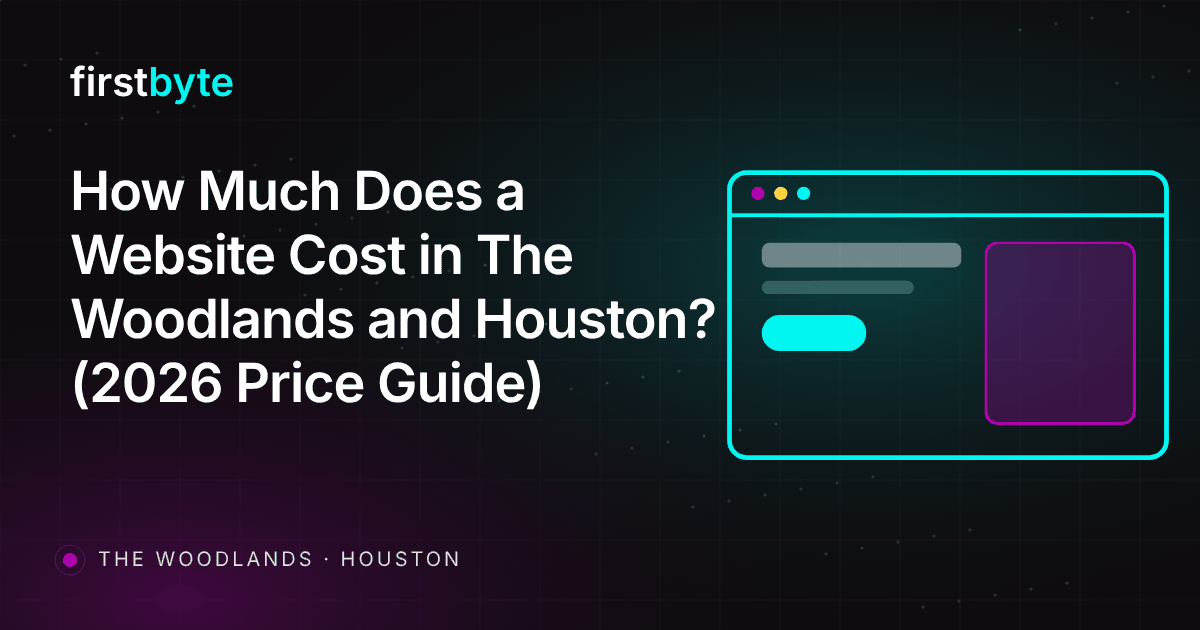 firstbyte
How Much Does a
Website Cost in The
Woodlands and Houston?
(2026 Price Guide)
THE WOODLANDS · HOUSTON